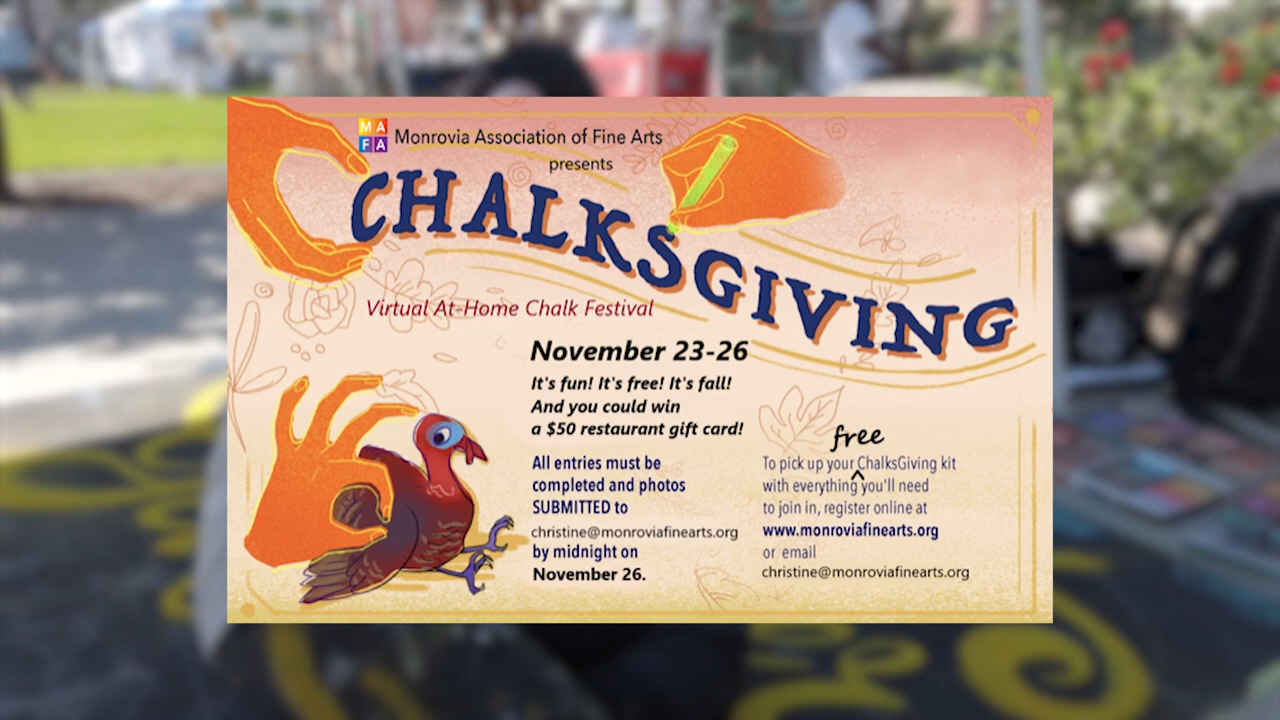 MA
FA
Monrovia Association of Fine Arts
presents
CHALKSGIVING
Virtual At-Home Chalk Festival
November 23-26
It's fun! It's free! It's fall!
And you could win
a $50 restaurant gift card!
All entries must be
completed and photos
SUBMITTED to
christine@monroviafinearts.org
by midnight on
November 26.
free
To pick up your ChalksGiving kit
with everything you'll need
to join in, register online at
www.monroviafinearts.org
or email
christine@monroviafinearts.org